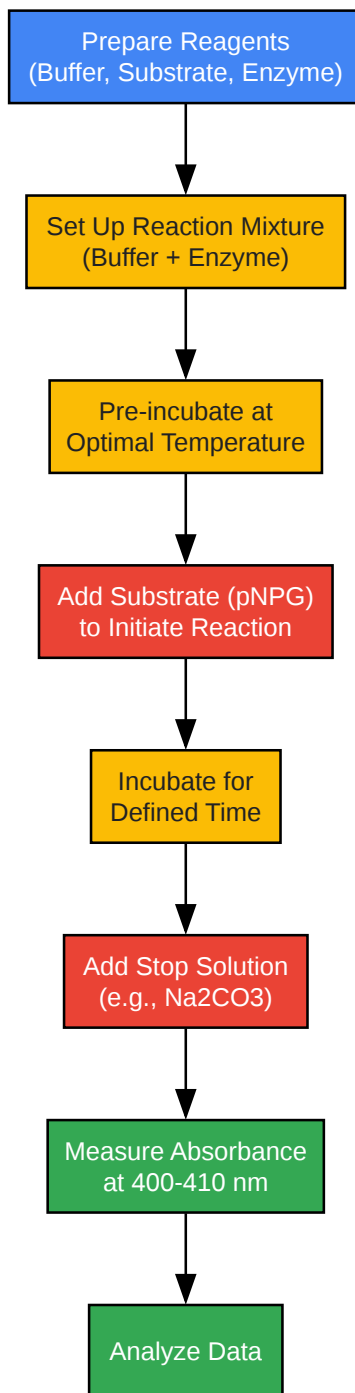 Prepare Reagents
(Buffer, Substrate, Enzyme)
Set Up Reaction Mixture
(Buffer + Enzyme)
Pre-incubate at
Optimal Temperature
Add Substrate (pNPG)
to Initiate Reaction
Incubate for
Defined Time
Add Stop Solution
(e.g., Na2CO3)
Measure Absorbance
at 400-410 nm
Analyze Data